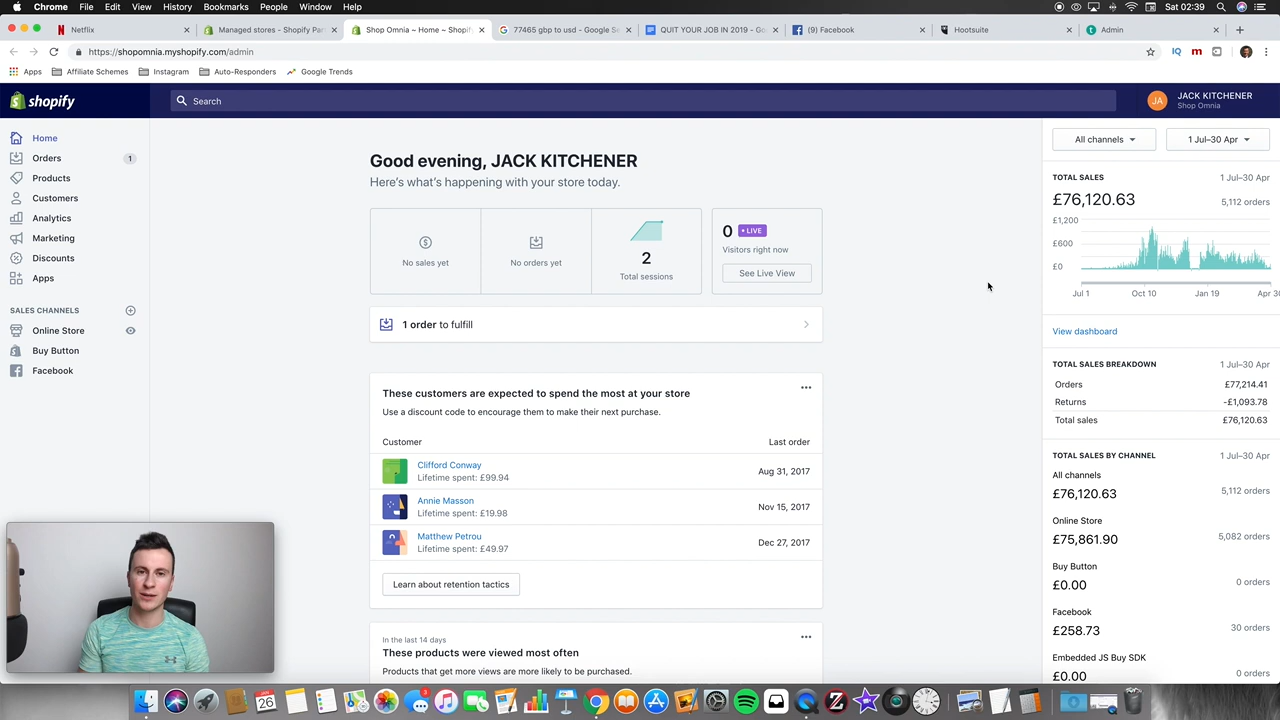 Chrome File Edit View History Bookmarks People Window Help
Sat 02:39
Netflix
Managed stores - Shopify Par
Shop Omnia ~ Home ~ Shopify
77465 gbp to usd - Google Se
QUIT YOUR JOB IN 2019 - Goo
(9) Facebook
Hootsuite
Admin
https://shopomnia.myshopify.com/admin
Apps Affiliate Schemes Instagram Auto-Responders Google Trends
shopify
Search
JA
JACK KITCHENER
Shop Omnia
Home
Orders 1
Products
Customers
Analytics
Marketing
Discounts
Apps
SALES CHANNELS
Online Store
Buy Button
Facebook
Good evening, JACK KITCHENER
Here's what's happening with your store today.
No sales yet
No orders yet
2
Total sessions
0 • LIVE
Visitors right now
See Live View
1 order to fulfill
These customers are expected to spend the most at your store
Use a discount code to encourage them to make their next purchase.
Customer Last order
Clifford Conway
Lifetime spent: £99.94
Aug 31, 2017
Annie Masson
Lifetime spent: £19.98
Nov 15, 2017
Matthew Petrou
Lifetime spent: £49.97
Dec 27, 2017
Learn about retention tactics
In the last 14 days
These products were viewed most often
Products that get more views are more likely to be purchased.
All channels
1 Jul–30 Apr
TOTAL SALES 1 Jul–30 Apr
£76,120.63 5,112 orders
£1,200
£600
£0
Jul 1 Oct 10 Jan 19 Apr 30
View dashboard
TOTAL SALES BREAKDOWN 1 Jul–30 Apr
Orders £77,214.41
Returns -£1,093.78
Total sales £76,120.63
TOTAL SALES BY CHANNEL 1 Jul–30 Apr
All channels
£76,120.63 5,112 orders
Online Store
£75,861.90 5,082 orders
Buy Button
£0.00 0 orders
Facebook
£258.73 30 orders
Embedded JS Buy SDK
£0.00 0 orders
26
3